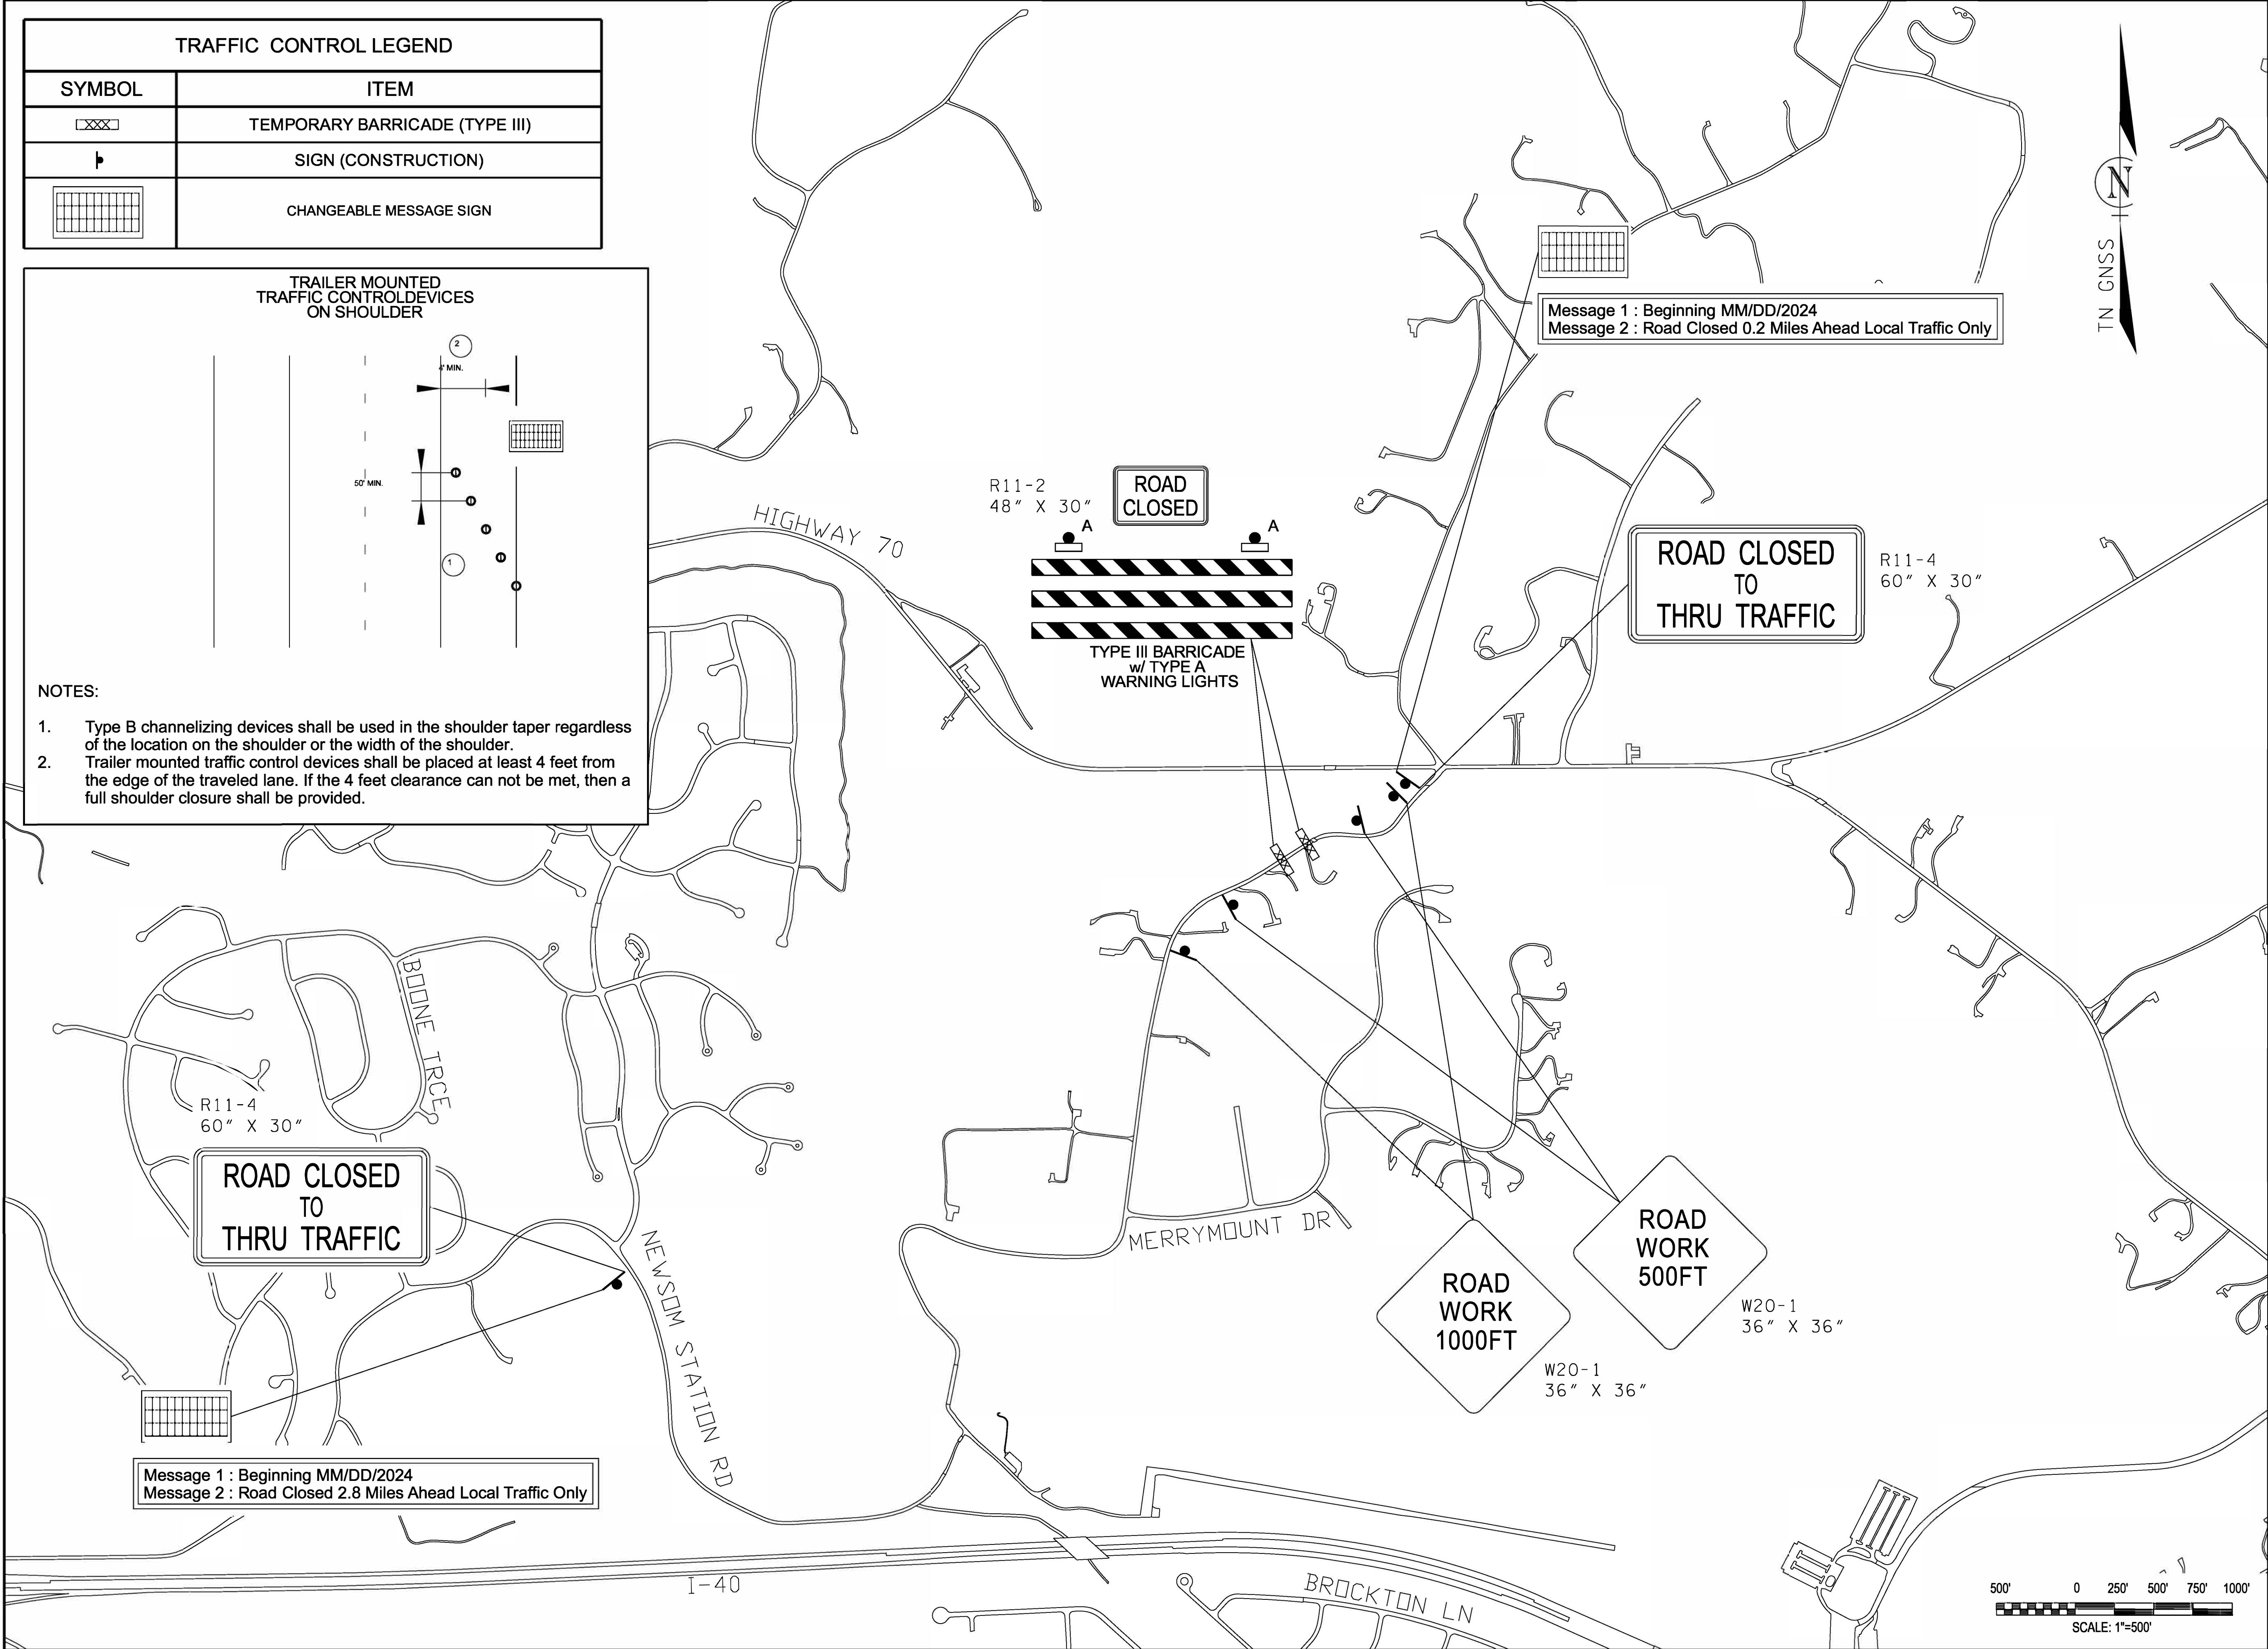 TRAFFIC CONTROL LEGEND
SYMBOL ITEM
TEMPORARY BARRICADE (TYPE III)
SIGN (CONSTRUCTION)
CHANGEABLE MESSAGE SIGN
TRAILER MOUNTED
TRAFFIC CONTROLDEVICES
ON SHOULDER
2
4' MIN.
50' MIN.
1
NOTES:
1. Type B channelizing devices shall be used in the shoulder taper regardless
of the location on the shoulder or the width of the shoulder.
2. Trailer mounted traffic control devices shall be placed at least 4 feet from
the edge of the traveled lane. If the 4 feet clearance can not be met, then a
full shoulder closure shall be provided.
N
TN GNSS
Message 1 : Beginning MM/DD/2024
Message 2 : Road Closed 0.2 Miles Ahead Local Traffic Only
HIGHWAY 70
R11-2
48" X 30"
ROAD
CLOSED
A A
TYPE III BARRICADE
w/ TYPE A
WARNING LIGHTS
ROAD CLOSED
TO
THRU TRAFFIC
R11-4
60" X 30"
BOONE TRCE
R11-4
60" X 30"
ROAD CLOSED
TO
THRU TRAFFIC
NEWSOM STATION RD
MERRYMOUNT DR
ROAD
WORK
500FT
W20-1
36" X 36"
ROAD
WORK
1000FT
W20-1
36" X 36"
Message 1 : Beginning MM/DD/2024
Message 2 : Road Closed 2.8 Miles Ahead Local Traffic Only
I-40
BROCKTON LN
500' 0 250' 500' 750' 1000'
SCALE: 1"=500'